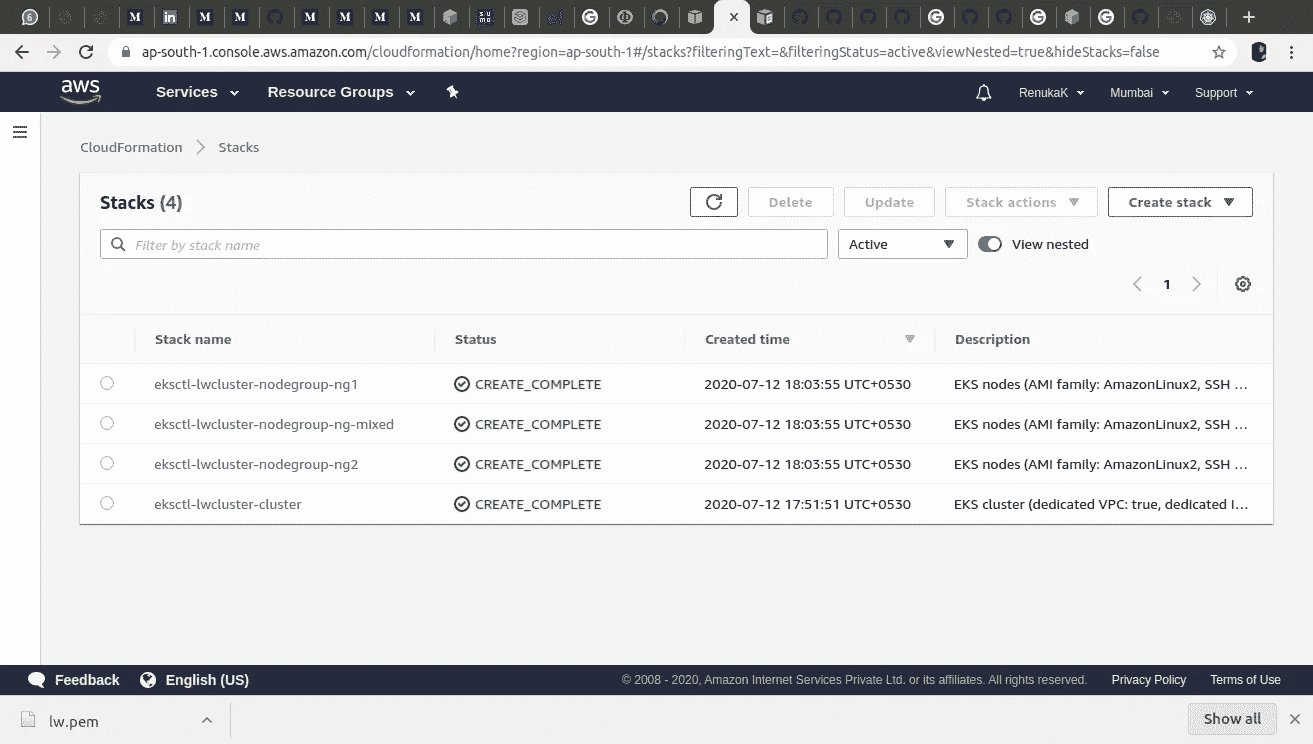 ap-south-1.console.aws.amazon.com/cloudformation/home?region=ap-south-1#/stacks?filteringText=&filteringStatus=active&viewNested=true&hideStacks=false
aws Services Resource Groups RenukaK Mumbai Support
CloudFormation Stacks
Stacks (4) Delete Update Stack actions Create stack
Filter by stack name Active View nested
1
Stack name Status Created time Description
eksctl-lwcluster-nodegroup-ng1 CREATE_COMPLETE 2020-07-12 18:03:55 UTC+0530 EKS nodes (AMI family: AmazonLinux2, SSH ...
eksctl-lwcluster-nodegroup-ng-mixed CREATE_COMPLETE 2020-07-12 18:03:55 UTC+0530 EKS nodes (AMI family: AmazonLinux2, SSH ...
eksctl-lwcluster-nodegroup-ng2 CREATE_COMPLETE 2020-07-12 18:03:55 UTC+0530 EKS nodes (AMI family: AmazonLinux2, SSH ...
eksctl-lwcluster-cluster CREATE_COMPLETE 2020-07-12 17:51:51 UTC+0530 EKS cluster (dedicated VPC: true, dedicated I...
Feedback English (US) © 2008 - 2020, Amazon Internet Services Private Ltd. or its affiliates. All rights reserved. Privacy Policy Terms of Use
lw.pem Show all